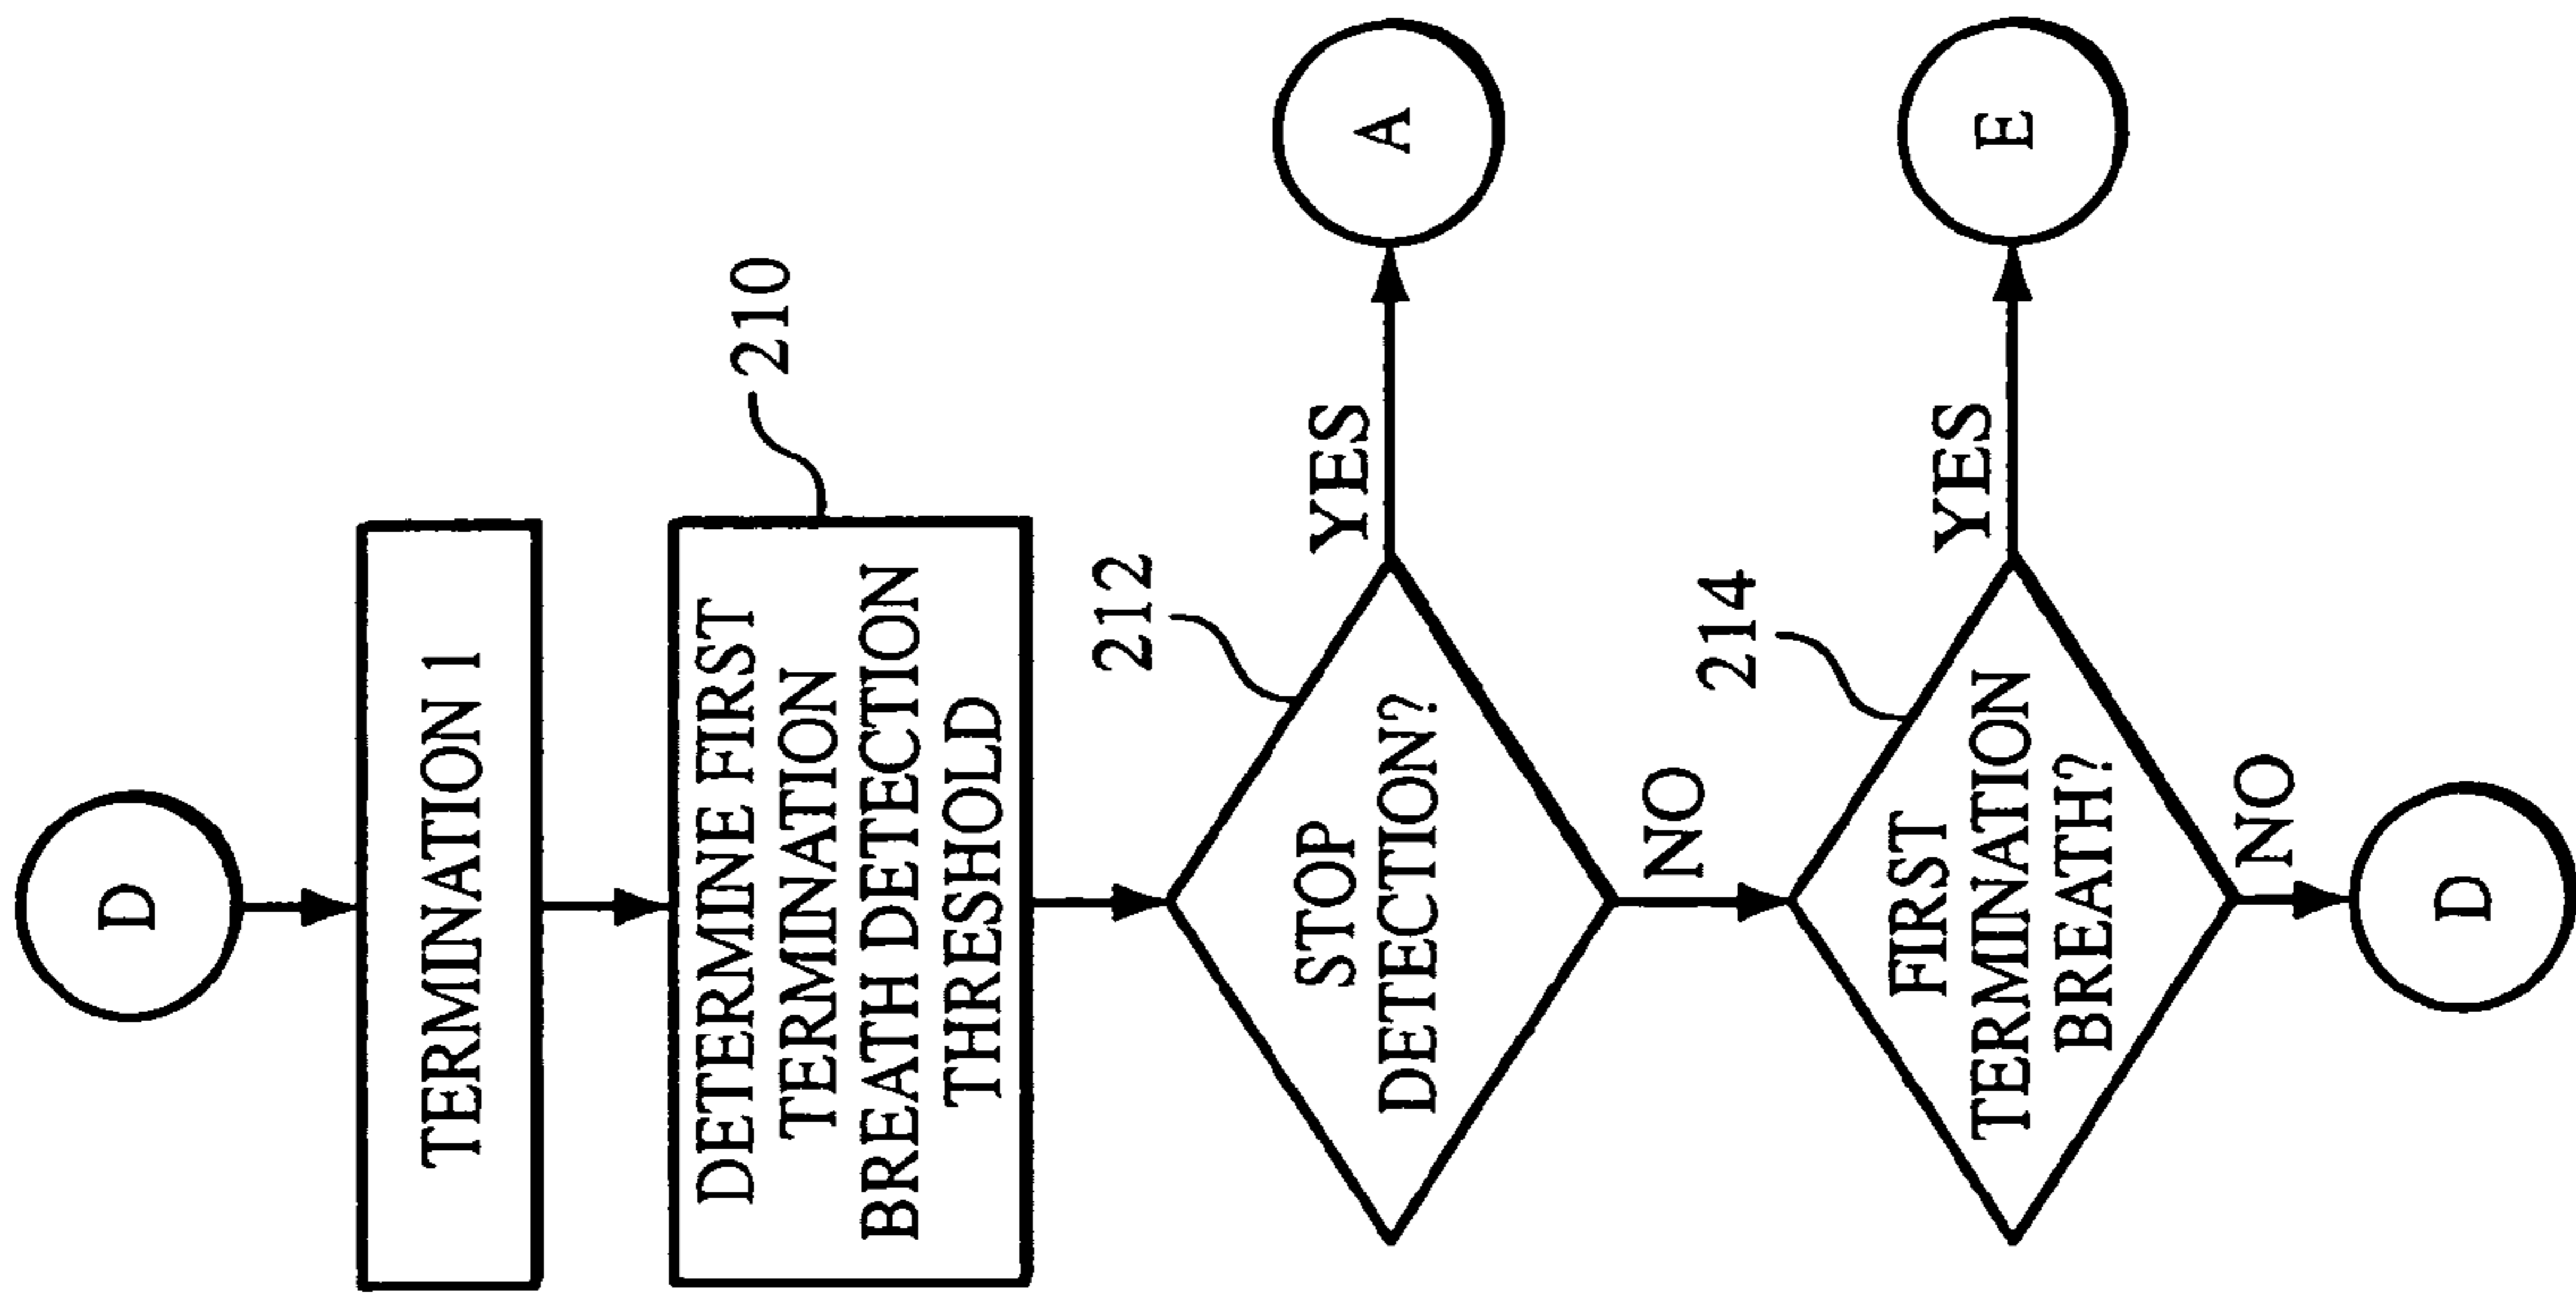 D
TERMINATION 1
210
DETERMINE FIRST
TERMINATION
BREATH DETECTION
THRESHOLD
212
STOP
DETECTION?
YES
A
NO
214
FIRST
TERMINATION
BREATH?
YES
E
NO
D